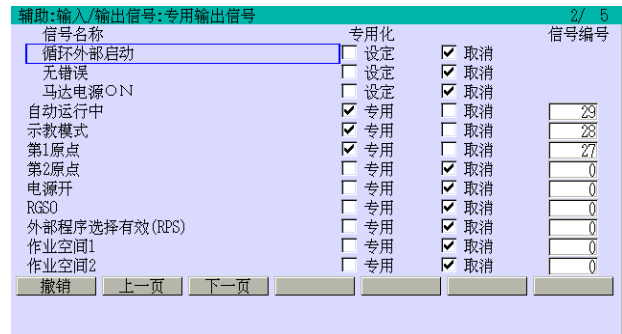 辅助:输入/输出信号:专用输出信号 2/ 5
信号名称 专用化 信号编号
循环外部启动 设定 取消
无错误 设定 取消
马达电源ON 设定 取消
自动运行中 专用 取消 29
示教模式 专用 取消 28
第1原点 专用 取消 27
第2原点 专用 取消 0
电源开 专用 取消 0
RGSO 专用 取消 0
外部程序选择有效(RPS) 专用 取消 0
作业空间1 专用 取消 0
作业空间2 专用 取消 0
撤销 上一页 下一页